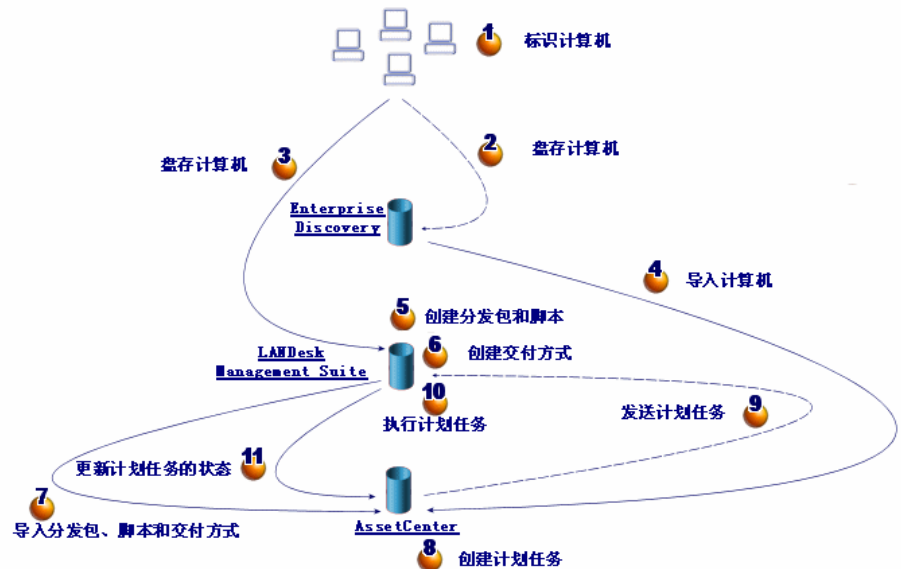 1 标识计算机
2 盘存计算机
盘存计算机 3
Enterprise
Discovery
4 导入计算机
5 创建分发包和脚本
6 创建交付方式
LANDesk
Management Suite
10
执行计划任务
发送计划任务 9
更新计划任务的状态 11
7
导入分发包、脚本和交付方式
AssetCenter
8 创建计划任务